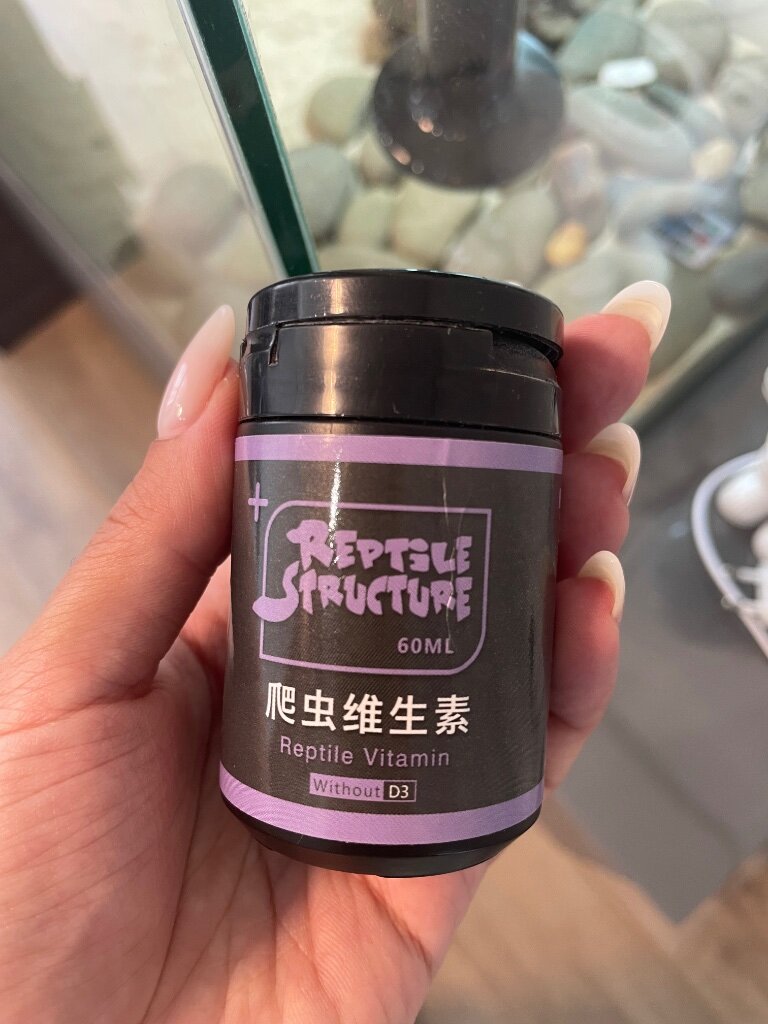 REPTILE
STRUCTURE
60ML
爬虫维生素
Reptile Vitamin
Without D3